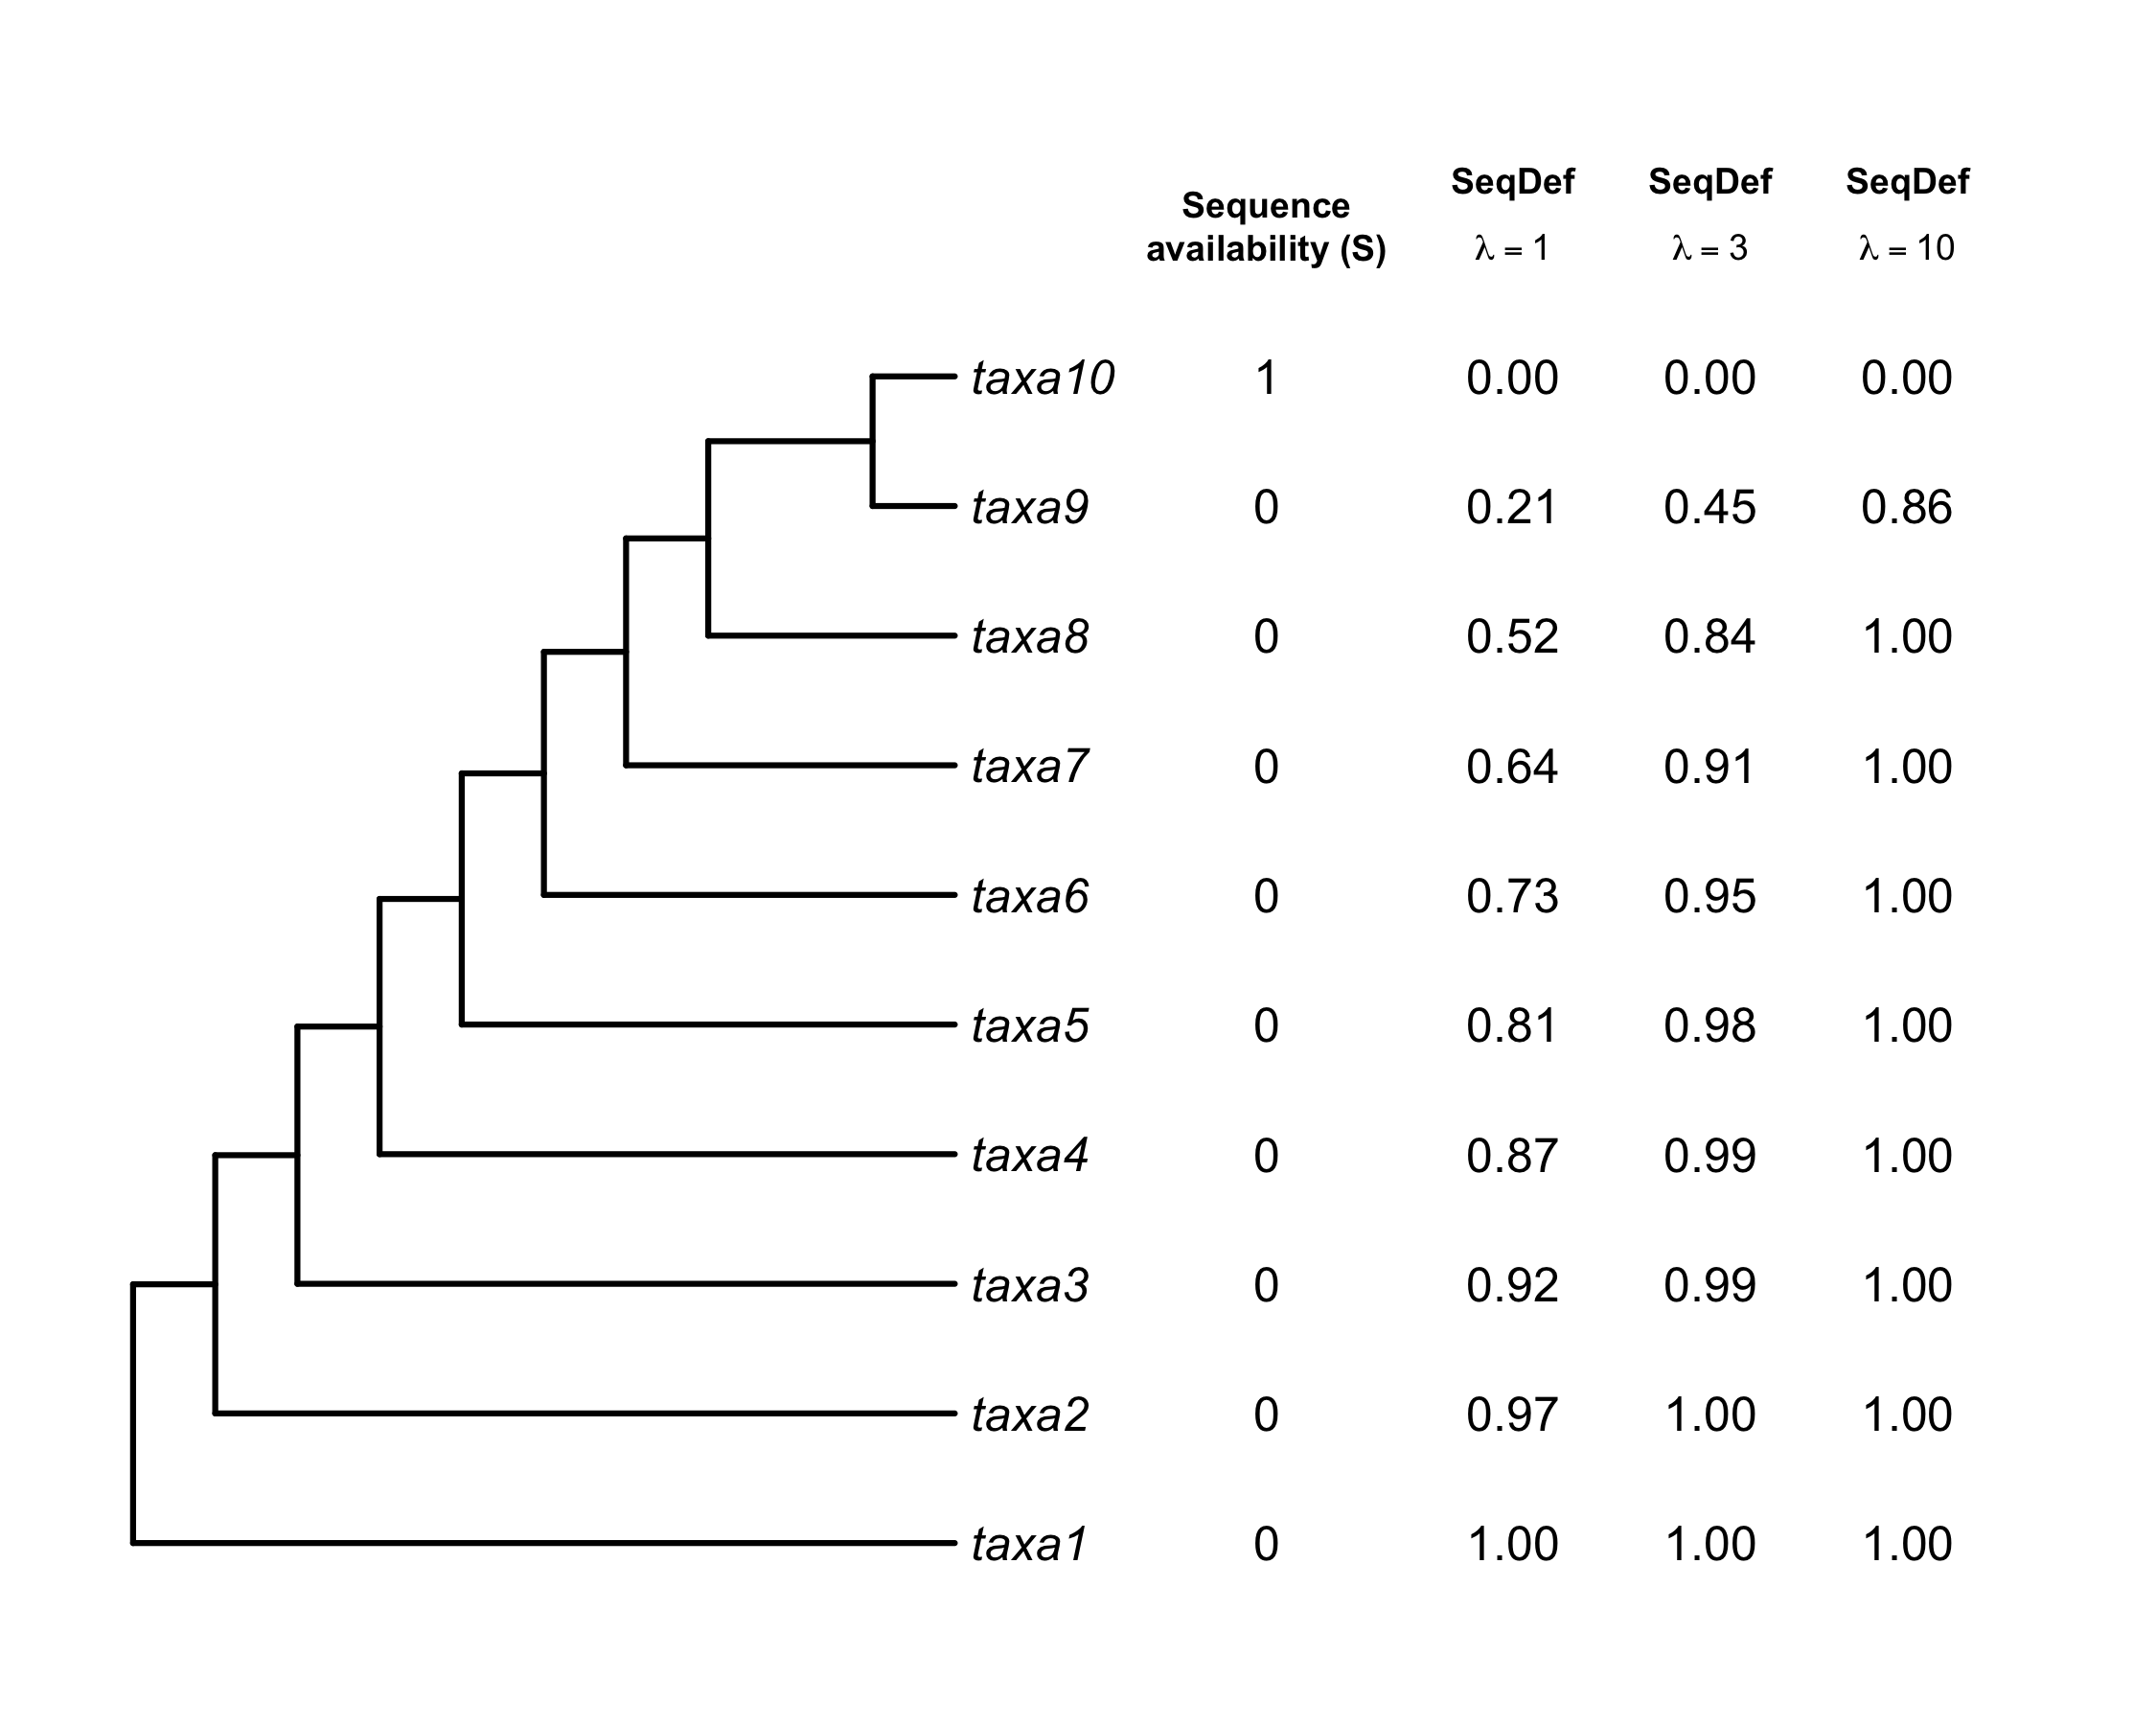 Sequence availability (S) SeqDef λ = 1 SeqDef λ = 3 SeqDef λ = 10
taxa10 1 0.00 0.00 0.00
taxa9 0 0.21 0.45 0.86
taxa8 0 0.52 0.84 1.00
taxa7 0 0.64 0.91 1.00
taxa6 0 0.73 0.95 1.00
taxa5 0 0.81 0.98 1.00
taxa4 0 0.87 0.99 1.00
taxa3 0 0.92 0.99 1.00
taxa2 0 0.97 1.00 1.00
taxa1 0 1.00 1.00 1.00